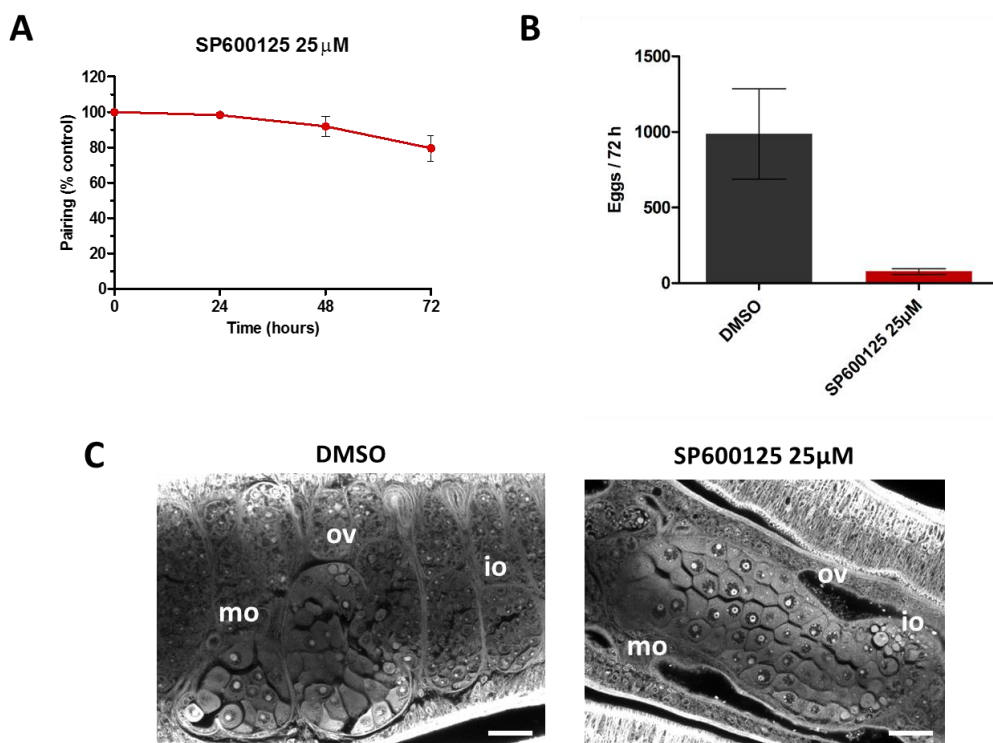 A
SP600125 25μM
120
100
80
60
40
20
0
Pairing (% control)
0 24 48 72
Time (hours)
B
1500
1000
500
0
Eggs / 72 h
DMSO
SP600125 25μM
C
DMSO
ov
io
mo
SP600125 25μM
ov
io
mo